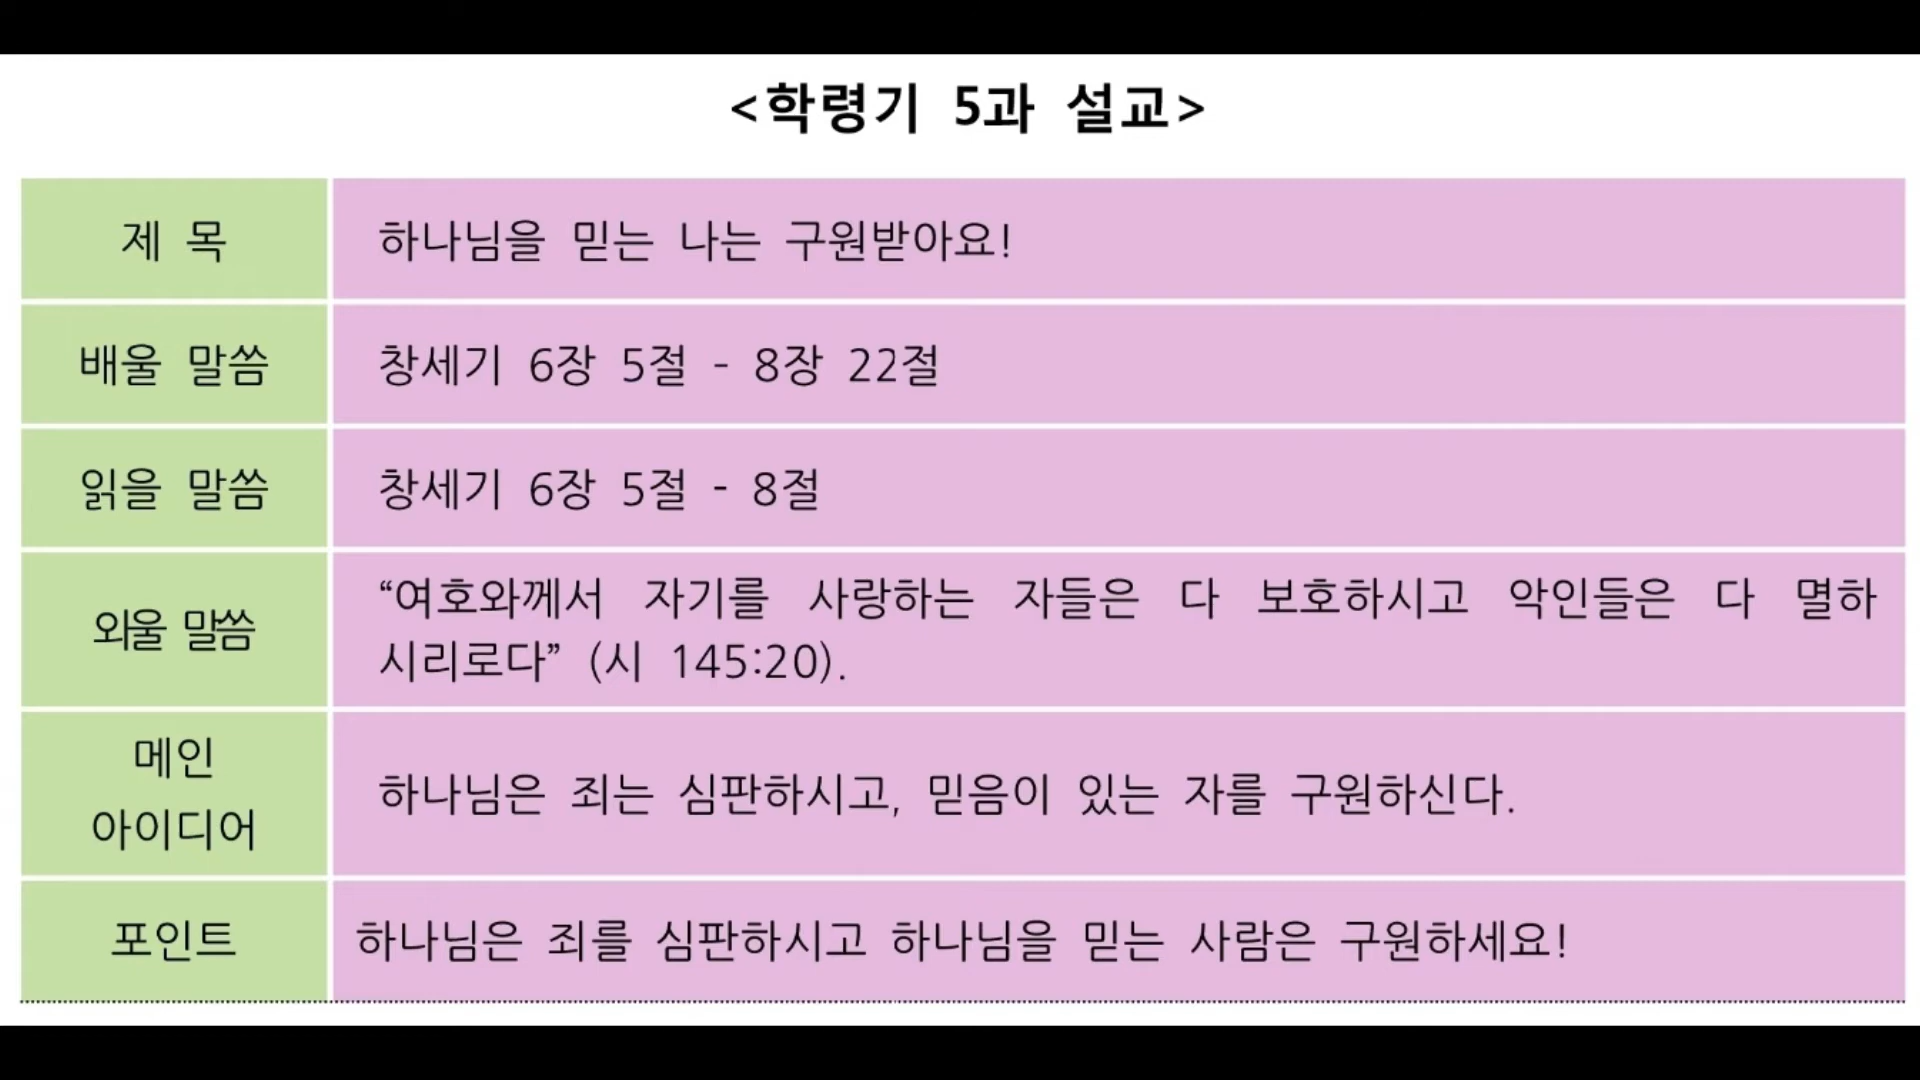 <학령기 5과 설교>
제 목
하나님을 믿는 나는 구원받아요!
배울 말씀
창세기 6장 5절 - 8장 22절
읽을 말씀
창세기 6장 5절 - 8절
외울 말씀
“여호와께서 자기를 사랑하는 자들은 다 보호하시고 악인들은 다 멸하
시리로다” (시 145:20).
메인
아이디어
하나님은 죄는 심판하시고, 믿음이 있는 자를 구원하신다.
포인트
하나님은 죄를 심판하시고 하나님을 믿는 사람은 구원하세요!